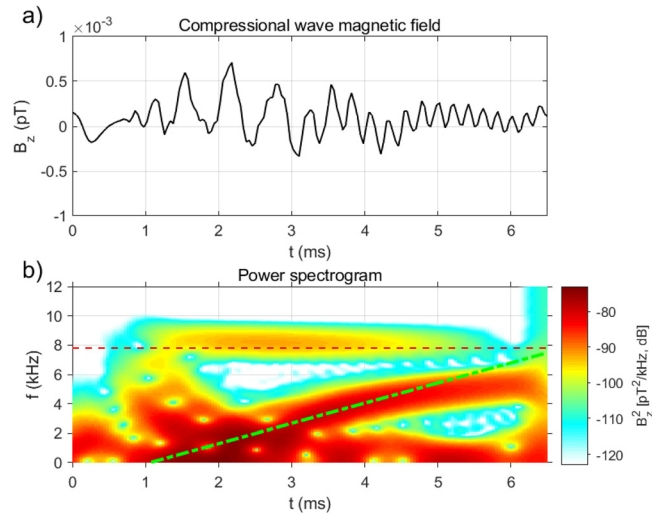 a)
Compressional wave magnetic field
×10⁻³
1
0.5
0
-0.5
-1
B_z (pT)
0 1 2 3 4 5 6
t (ms)
b)
Power spectrogram
12
10
8
6
4
2
0
f (kHz)
0 1 2 3 4 5 6
t (ms)
-80
-90
-100
-110
-120
B_z² [pT²/kHz, dB]